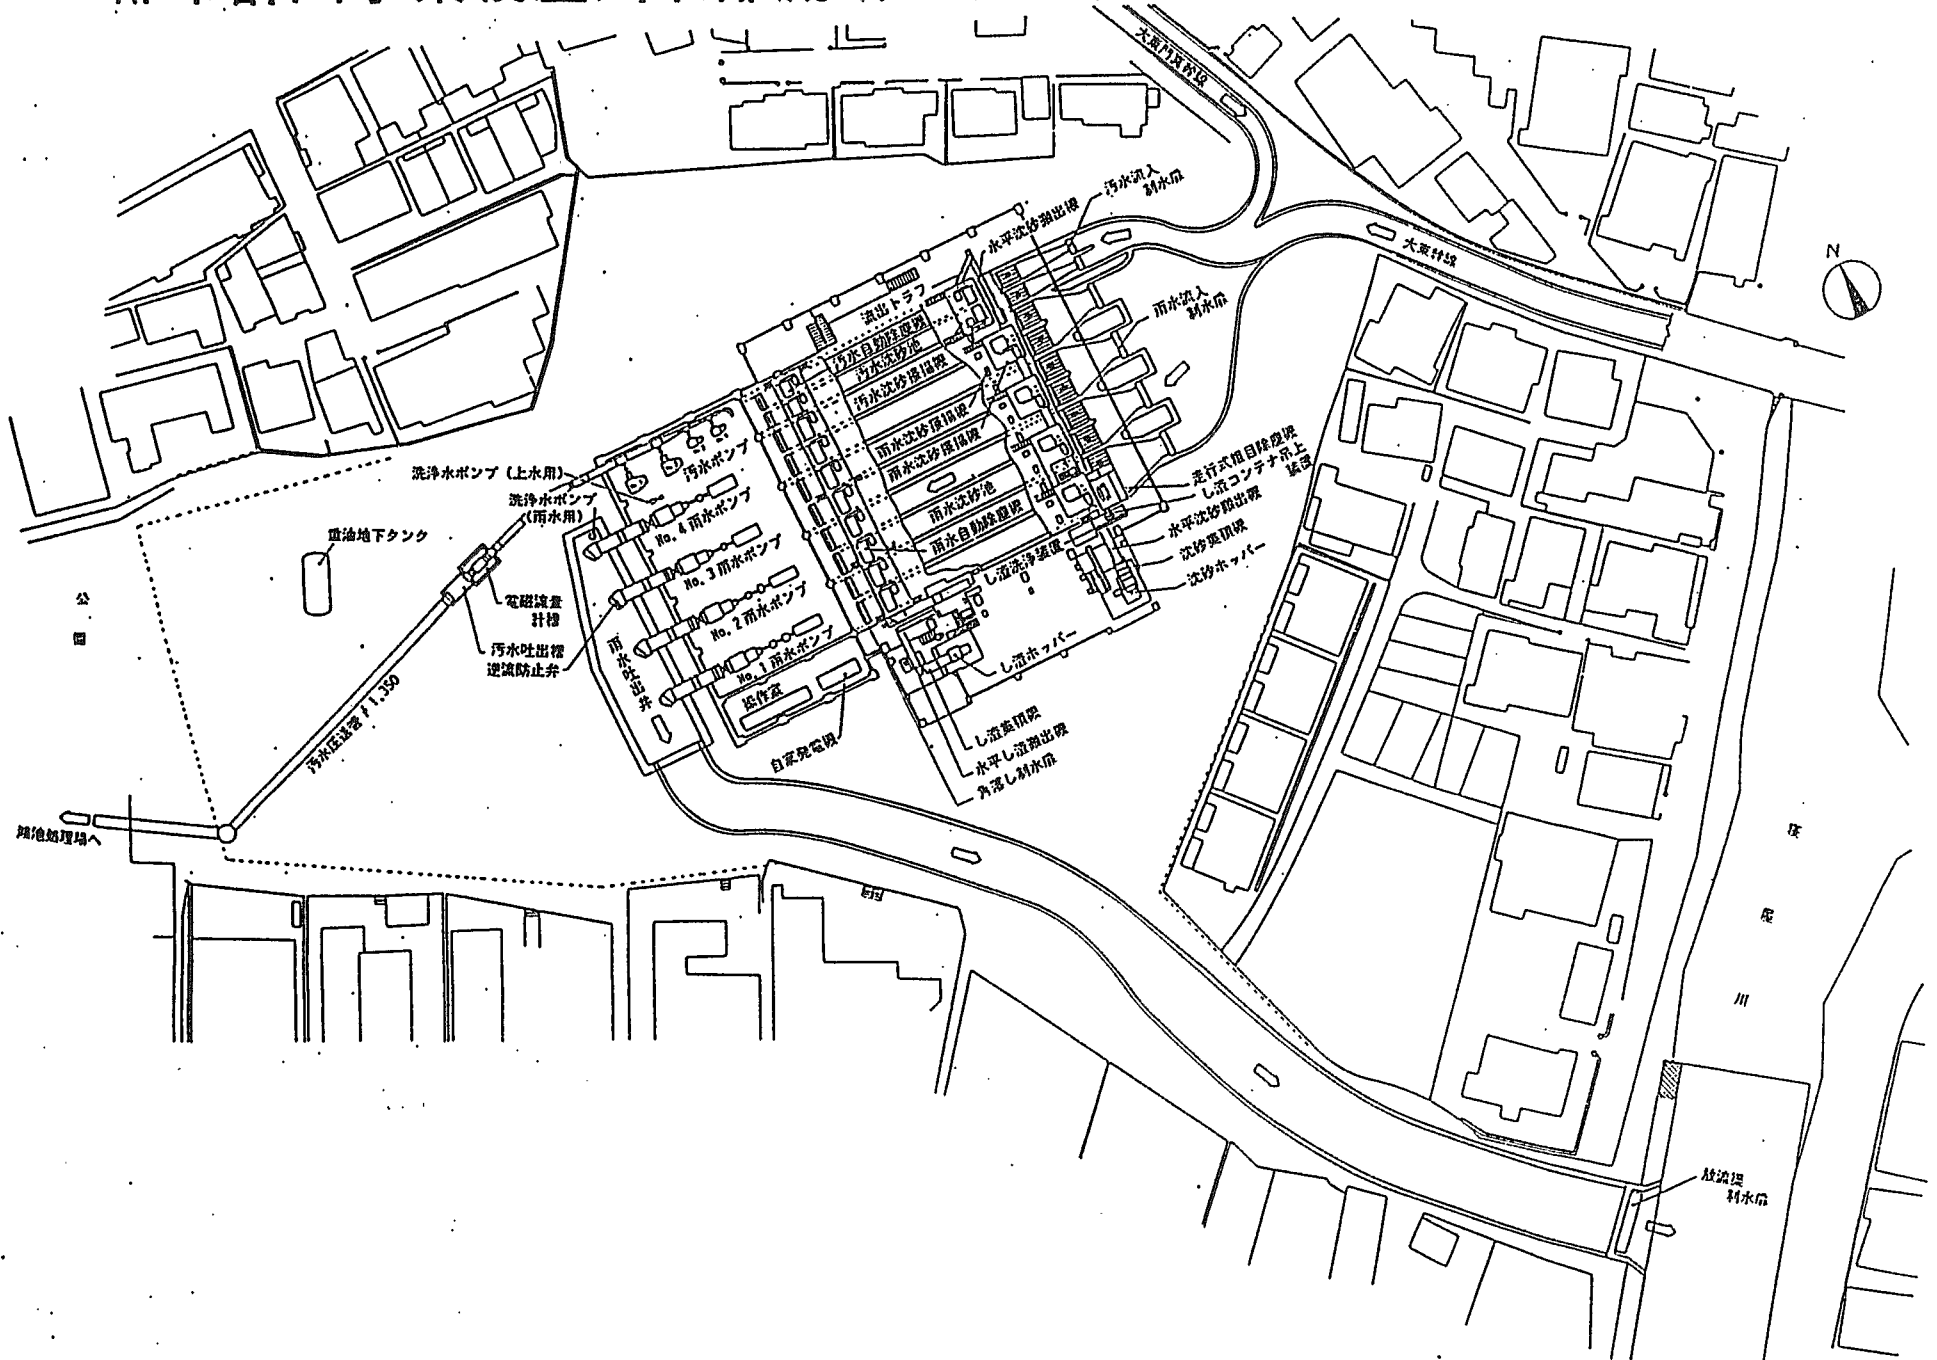 大東門真幹線
大東幹線
N
汚水流入
制水扉
水平沈砂掻出機
雨水流入
制水扉
流出トラフ
汚水自動除塵機
汚水沈砂池
汚水沈砂掻揚機
雨水沈砂掻揚機
雨水沈砂掻揚機
雨水沈砂池
雨水自動除塵機
し渣洗浄装置
走行式粗目除塵機
し渣コンテナ吊上
装置
水平沈砂搬出機
沈砂集積機
沈砂ホッパー
汚水ポンプ
No. 4 雨水ポンプ
No. 3 雨水ポンプ
No. 2 雨水ポンプ
No. 1 雨水ポンプ
洗浄水ポンプ (上水用)
洗浄水ポンプ
(雨水用)
重油地下タンク
電磁流量
計槽
汚水吐出槽
逆流防止弁
雨水吐出井
操作室
自家発電機
し渣ホッパー
し渣集積機
水平し渣搬出機
角落し制水扉
公園
汚水圧送管 φ1,350
鴻池処理場へ
寝屋川
放流渠
制水扉